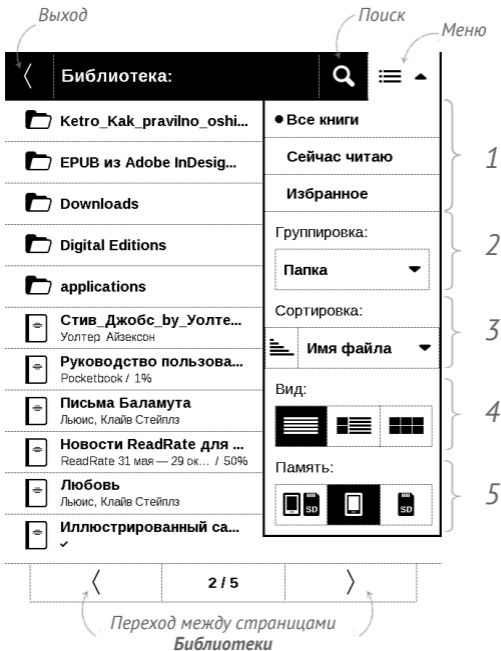 Выход
Поиск
Меню
Библиотека:
Ketro_Kak_pravilno_oshi...
EPUB из Adobe InDesig...
Downloads
Digital Editions
applications
Стив_Джобс_by_Уолте...
Уолтер Айзексон
Руководство пользова...
Pocketbook / 1%
Письма Баламута
Льюис, Клайв Стейплз
Новости ReadRate для ...
ReadRate 31 мая — 29 ок... / 50%
Любовь
Льюис, Клайв Стейплз
Иллюстрированный са...
Все книги
Сейчас читаю
Избранное
1
Группировка:
Папка
2
Сортировка:
Имя файла
3
Вид:
4
Память:
SD
SD
5
2 / 5
Переход между страницами
Библиотеки